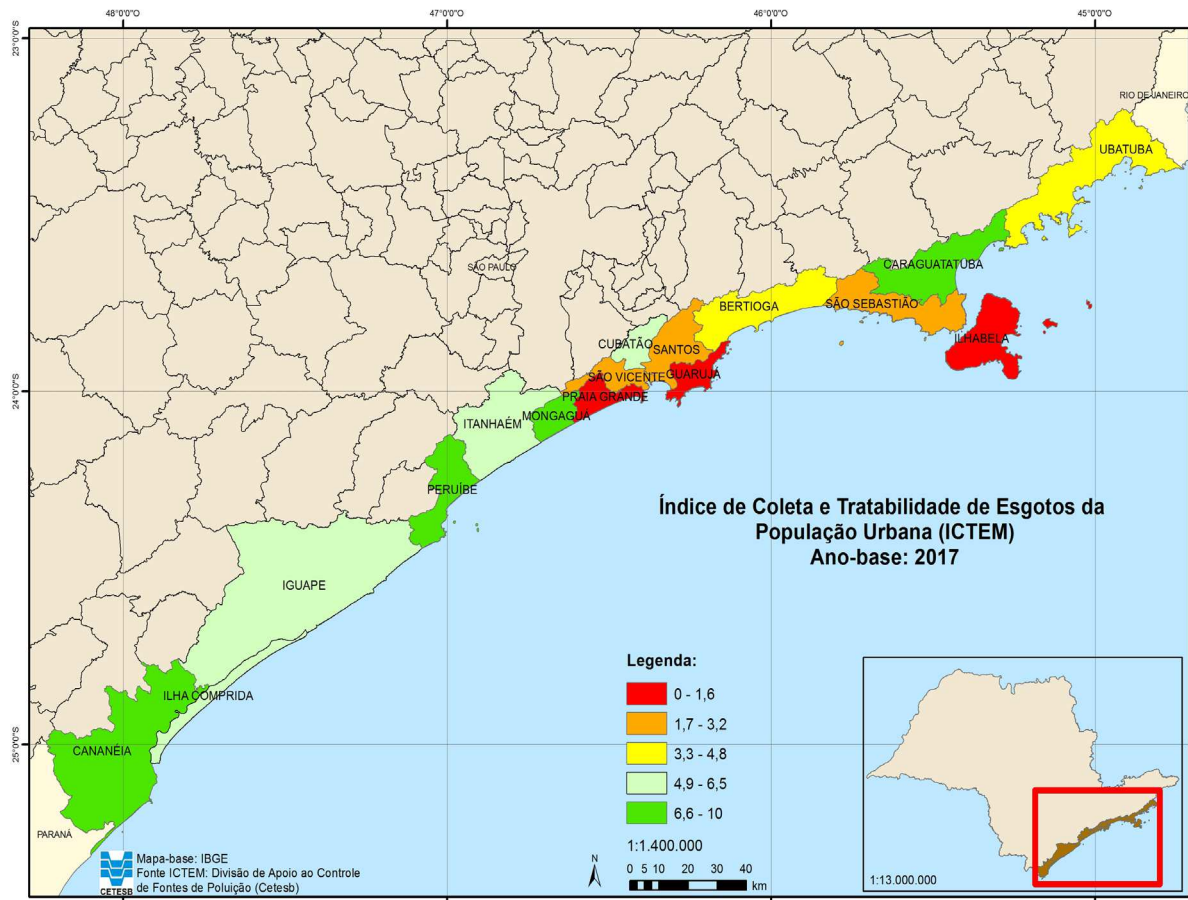 48°0'0"S
47°0'0"S
46°0'0"S
45°0'0"S
23°0'0"S
24°0'0"S
25°0'0"S
RIO DE JANEIRO
UBATUBA
SÃO PAULO
CARAGUATATUBA
BERTIOGA
SÃO SEBASTIÃO
ILHABELA
CUBATÃO
SANTOS
GUARUJÁ
SÃO VICENTE
PRAIA GRANDE
MONGAGUÁ
ITANHAÉM
PERUÍBE
IGUAPE
ILHA COMPRIDA
CANANÉIA
PARANÁ
Índice de Coleta e Tratabilidade de Esgotos da
População Urbana (ICTEM)
Ano-base: 2017
Legenda:
0 - 1,6
1,7 - 3,2
3,3 - 4,8
4,9 - 6,5
6,6 - 10
1:1.400.000
N
0 5 10 20 30 40
km
1:13.000.000
CETESB
Mapa-base: IBGE
Fonte ICTEM: Divisão de Apoio ao Controle
de Fontes de Poluição (Cetesb)